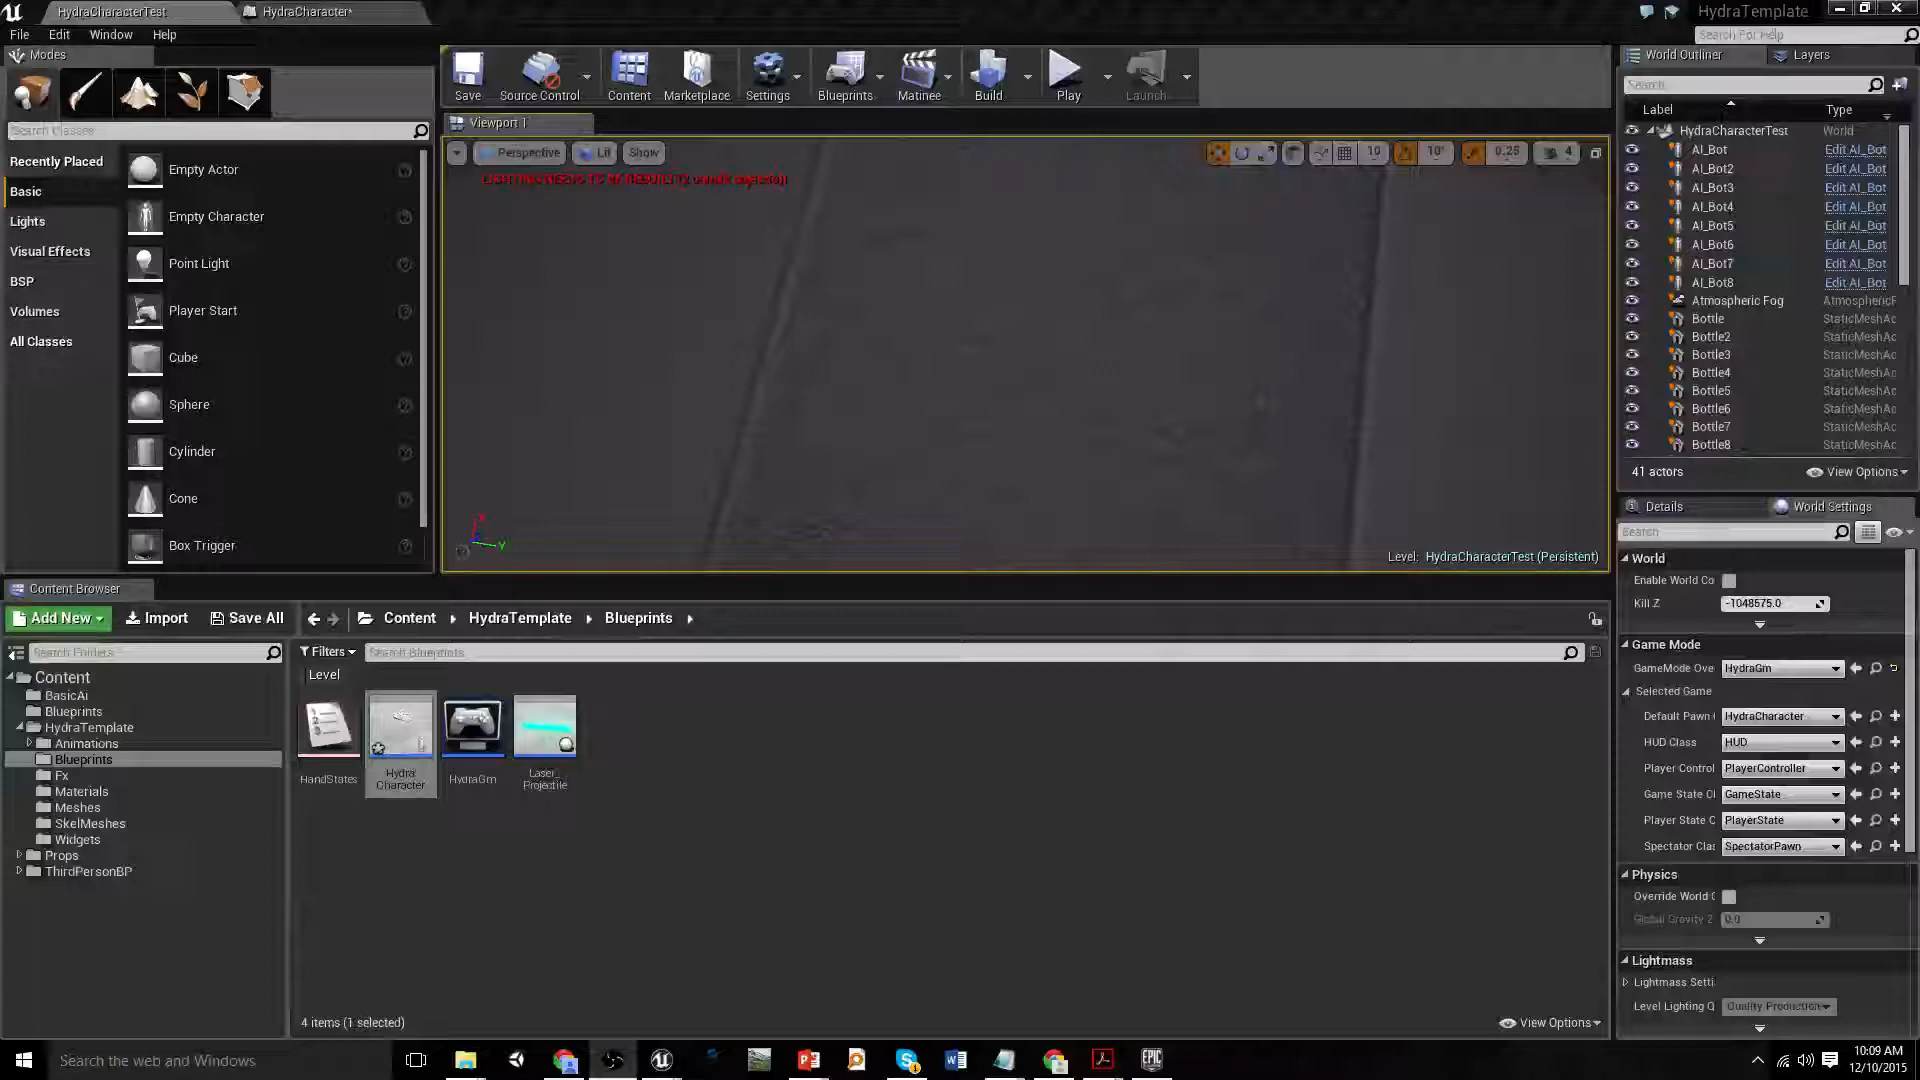 HydraCharacterTest
HydraCharacter*
HydraTemplate
File Edit Window Help
Search For Help
Modes
Save
Source Control
Content
Marketplace
Settings
Blueprints
Matinee
Build
Play
Launch
World Outliner
Layers
Search Classes
Recently Placed
Basic
Lights
Visual Effects
BSP
Volumes
All Classes
Empty Actor
Empty Character
Point Light
Player Start
Cube
Sphere
Cylinder
Cone
Box Trigger
Viewport 1
Perspective Lit Show
10 10° 0.25 4
LIGHTING NEEDS TO BE REBUILT
X
Y
Level: HydraCharacterTest (Persistent)
Search
Label Type
HydraCharacterTest World
AI_Bot Edit AI_Bot
AI_Bot2 Edit AI_Bot
AI_Bot3 Edit AI_Bot
AI_Bot4 Edit AI_Bot
AI_Bot5 Edit AI_Bot
AI_Bot6 Edit AI_Bot
AI_Bot7 Edit AI_Bot
AI_Bot8 Edit AI_Bot
Atmospheric Fog AtmosphericF
Bottle StaticMeshAc
Bottle2 StaticMeshAc
Bottle3 StaticMeshAc
Bottle4 StaticMeshAc
Bottle5 StaticMeshAc
Bottle6 StaticMeshAc
Bottle7 StaticMeshAc
Bottle8 StaticMeshAc
41 actors
View Options
Details
World Settings
Search
World
Enable World Co
Kill Z -1048575.0
Game Mode
GameMode Ove HydraGm
Selected Game
Default Pawn HydraCharacter
HUD Class HUD
Player Control PlayerController
Game State Cl GameState
Player State C PlayerState
Spectator Clas SpectatorPawn
Physics
Override World
Global Gravity Z 0.0
Lightmass
Lightmass Setti
Level Lighting Q Quality Production
Content Browser
Add New
Import
Save All
Content HydraTemplate Blueprints
Search Folders
Filters
Search Blueprints
Level
Content
BasicAi
Blueprints
HydraTemplate
Animations
Blueprints
Fx
Materials
Meshes
SkelMeshes
Widgets
Props
ThirdPersonBP
HandStates
Hydra
Character
HydraGm
Laser_
Projectile
4 items (1 selected)
View Options
Search the web and Windows
EPIC
10:09 AM
12/10/2015